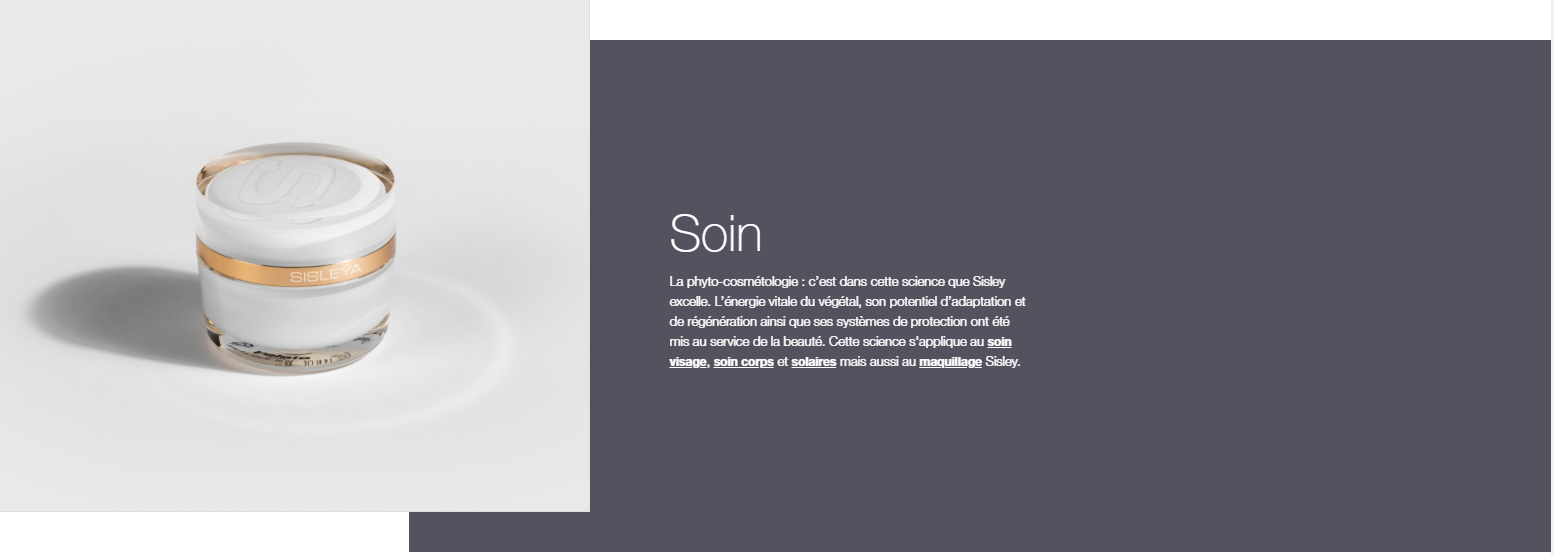 SISLEYA
Soin
La phyto-cosmétologie : c’est dans cette science que Sisley
excelle. L’énergie vitale du végétal, son potentiel d’adaptation et
de régénération ainsi que ses systèmes de protection ont été
mis au service de la beauté. Cette science s’applique au soin
visage, soin corps et solaires mais aussi au maquillage Sisley.